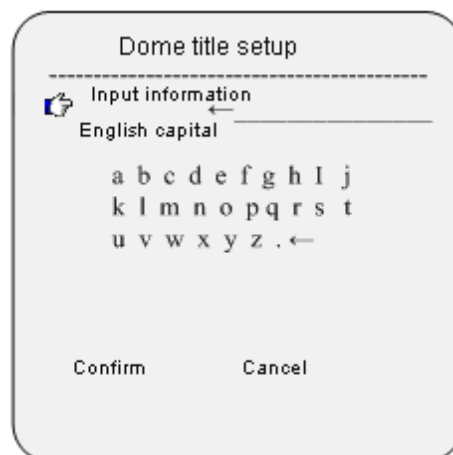 Dome title setup
Input information
←
English capital
a b c d e f g h I j
k l m n o p q r s t
u v w x y z . ←
Confirm Cancel